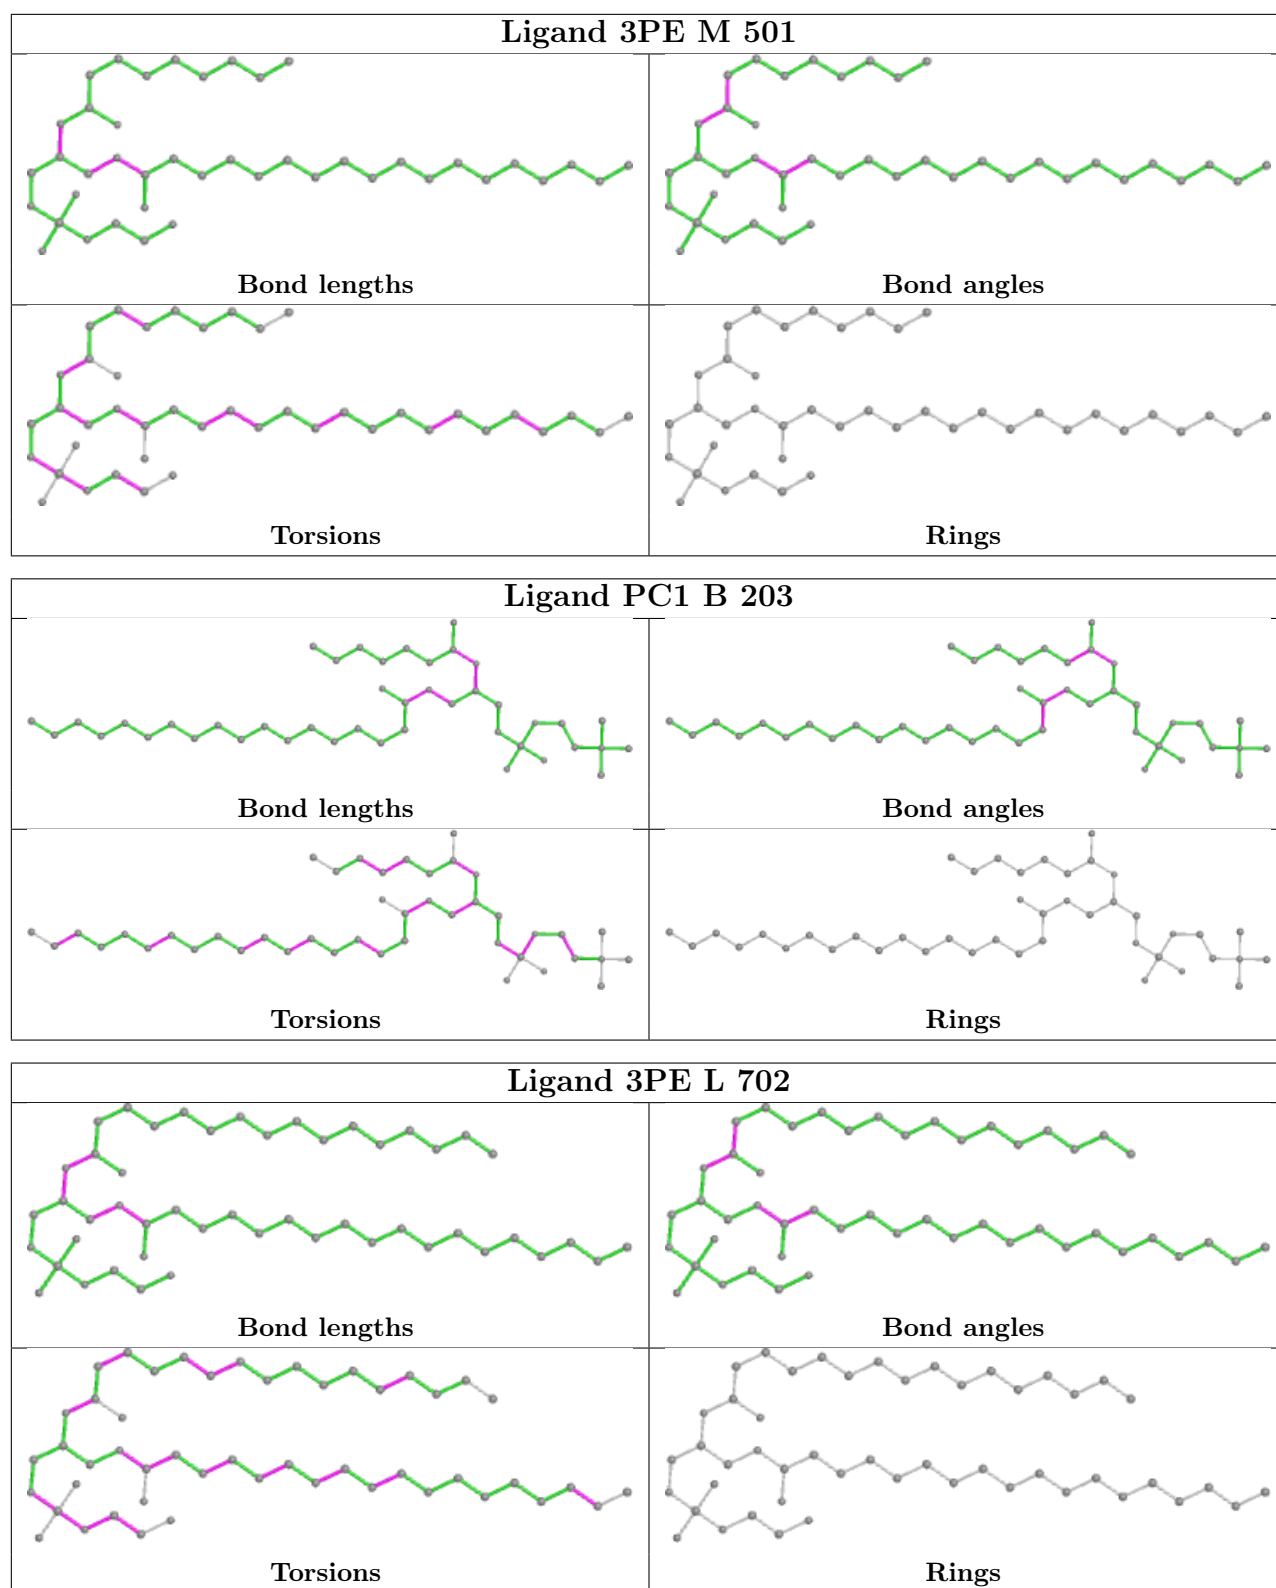 Ligand 3PE M 501
Bond lengths
Bond angles
Torsions
Rings
Ligand PC1 B 203
Bond lengths
Bond angles
Torsions
Rings
Ligand 3PE L 702
Bond lengths
Bond angles
Torsions
Rings